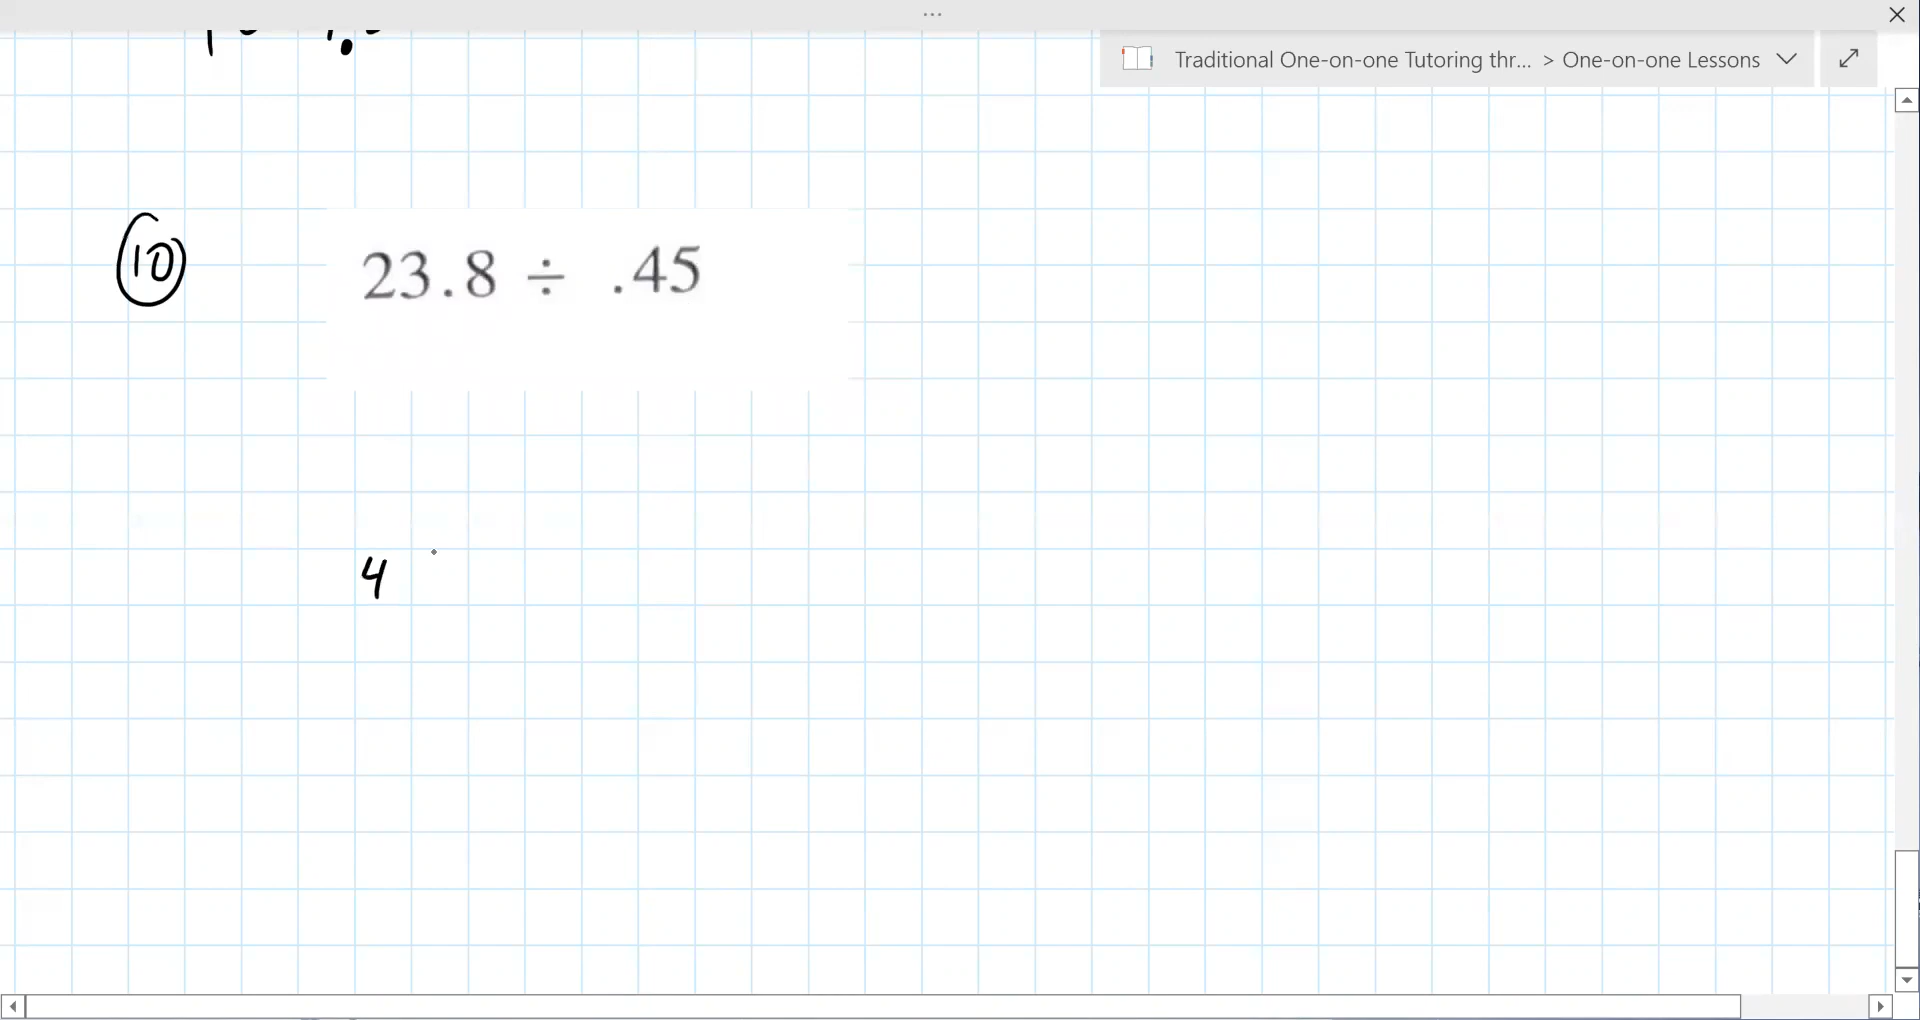 ...
Traditional One-on-one Tutoring thr... > One-on-one Lessons
10
23.8 ÷ .45
4